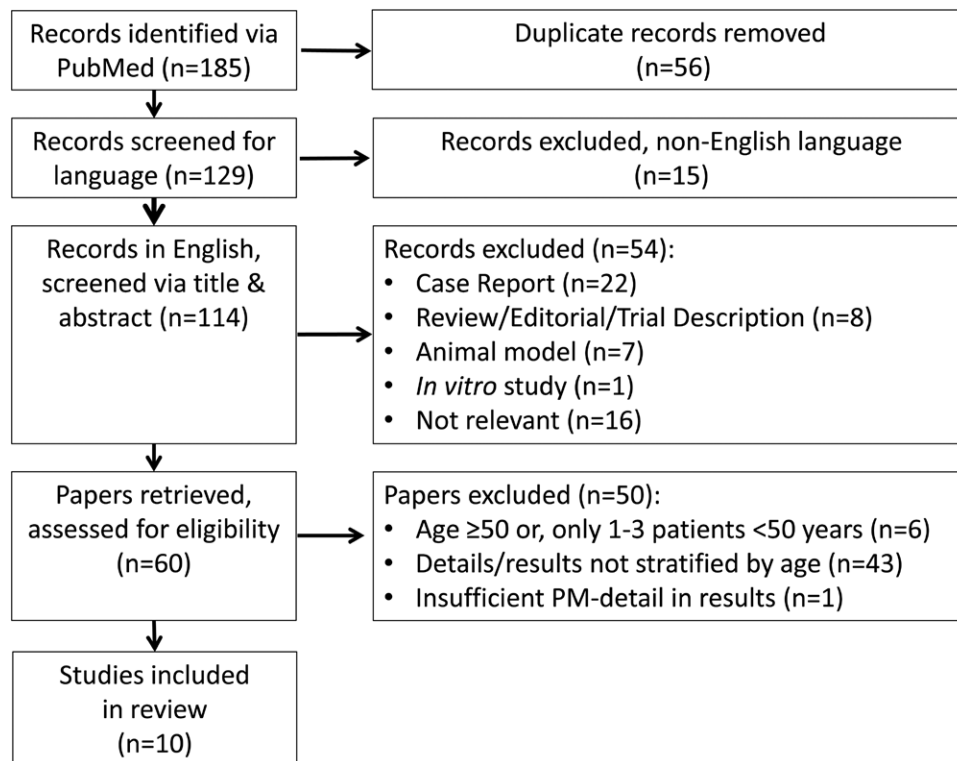 Records identified via
PubMed (n=185)
Duplicate records removed
(n=56)
Records screened for
language (n=129)
Records excluded, non-English language
(n=15)
Records in English,
screened via title &
abstract (n=114)
Records excluded (n=54):
• Case Report (n=22)
• Review/Editorial/Trial Description (n=8)
• Animal model (n=7)
• In vitro study (n=1)
• Not relevant (n=16)
Papers retrieved,
assessed for eligibility
(n=60)
Papers excluded (n=50):
• Age ≥50 or, only 1-3 patients <50 years (n=6)
• Details/results not stratified by age (n=43)
• Insufficient PM-detail in results (n=1)
Studies included
in review
(n=10)